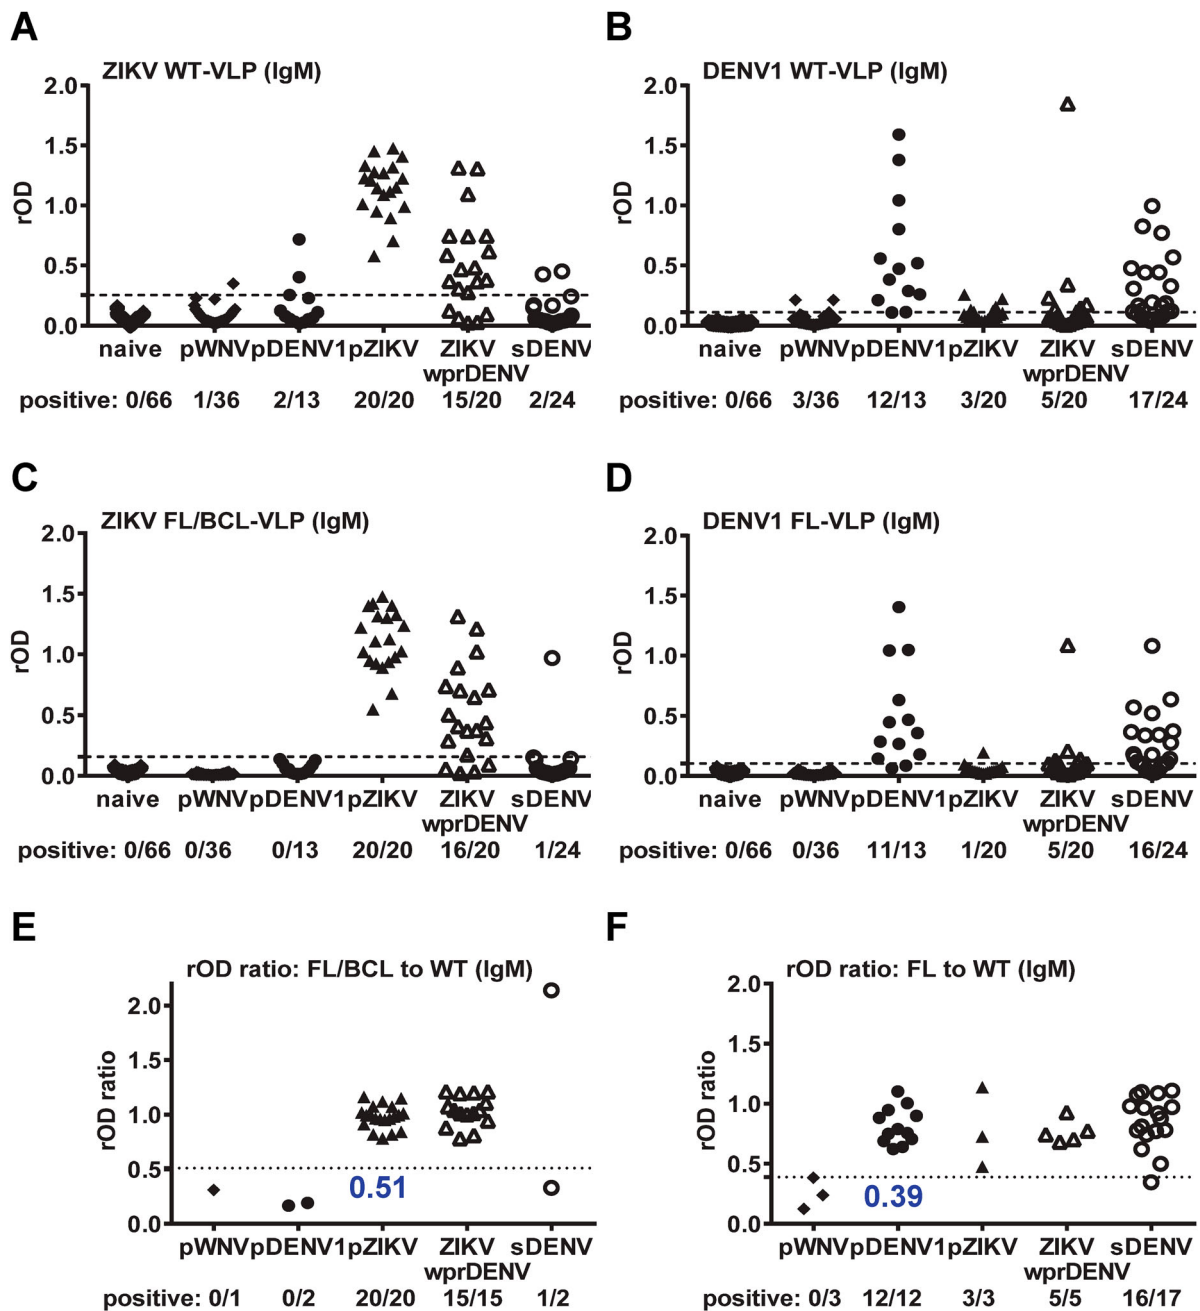 A
ZIKV WT-VLP (IgM)
2.0
1.5
1.0
0.5
0.0
rOD
naive pWNV pDENV1 pZIKV ZIKV sDENV
wprDENV
positive: 0/66 1/36 2/13 20/20 15/20 2/24
B
DENV1 WT-VLP (IgM)
2.0
1.5
1.0
0.5
0.0
rOD
naive pWNV pDENV1 pZIKV ZIKV sDENV
wprDENV
positive: 0/66 3/36 12/13 3/20 5/20 17/24
C
ZIKV FL/BCL-VLP (IgM)
2.0
1.5
1.0
0.5
0.0
rOD
naive pWNV pDENV1 pZIKV ZIKV sDENV
wprDENV
positive: 0/66 0/36 0/13 20/20 16/20 1/24
D
DENV1 FL-VLP (IgM)
2.0
1.5
1.0
0.5
0.0
rOD
naive pWNV pDENV1 pZIKV ZIKV sDENV
wprDENV
positive: 0/66 0/36 11/13 1/20 5/20 16/24
E
rOD ratio: FL/BCL to WT (IgM)
2.0
1.5
1.0
0.5
0.0
rOD ratio
0.51
pWNV pDENV1 pZIKV ZIKV sDENV
wprDENV
positive: 0/1 0/2 20/20 15/15 1/2
F
rOD ratio: FL to WT (IgM)
2.0
1.5
1.0
0.5
0.0
rOD ratio
0.39
pWNV pDENV1 pZIKV ZIKV sDENV
wprDENV
positive: 0/3 12/12 3/3 5/5 16/17